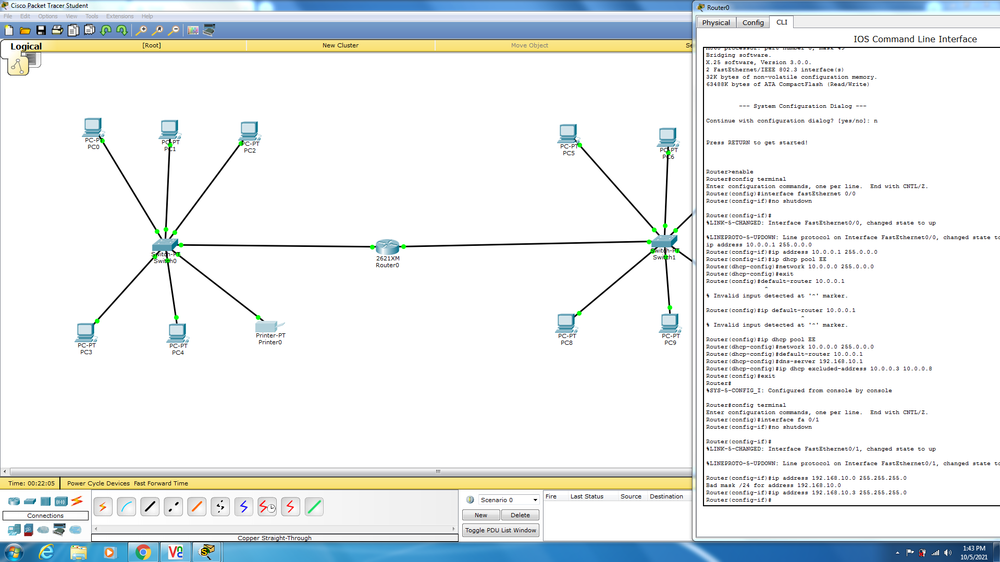 Cisco Packet Tracer Student
File Edit Options View Tools Extensions Help
Logical
[Root]
New Cluster
Move Object
PC-PT
PC0
PC-PT
PC1
PC-PT
PC2
PC-PT
PC5
PC-PT
PC6
Switch-PT
Switch0
2621XM
Router0
Switch-PT
Switch1
PC-PT
PC3
PC-PT
PC4
Printer-PT
Printer0
PC-PT
PC8
PC-PT
PC9
Time: 00:22:05
Power Cycle Devices Fast Forward Time
Connections
Copper Straight-Through
Scenario 0
New
Delete
Toggle PDU List Window
Fire Last Status Source Destination
Router0
Physical Config CLI
IOS Command Line Interface
Bridging software.
X.25 software, Version 3.0.0.
2 FastEthernet/IEEE 802.3 interface(s)
32K bytes of non-volatile configuration memory.
63488K bytes of ATA CompactFlash (Read/Write)
--- System Configuration Dialog ---
Continue with configuration dialog? [yes/no]: n
Press RETURN to get started!
Router>enable
Router#config terminal
Enter configuration commands, one per line.  End with CNTL/Z.
Router(config)#interface fastEthernet 0/0
Router(config-if)#no shutdown
Router(config-if)#
%LINK-5-CHANGED: Interface FastEthernet0/0, changed state to up
%LINEPROTO-5-UPDOWN: Line protocol on Interface FastEthernet0/0, changed state to
ip address 10.0.0.1 255.0.0.0
Router(config-if)#ip address 10.0.0.1 255.0.0.0
Router(config-if)#ip dhcp pool EE
Router(dhcp-config)#network 10.0.0.0 255.0.0.0
Router(dhcp-config)#exit
Router(config)#default-router 10.0.0.1
^
% Invalid input detected at '^' marker.
Router(config)#ip default-router 10.0.0.1
^
% Invalid input detected at '^' marker.
Router(config)#ip dhcp pool EE
Router(dhcp-config)#network 10.0.0.0 255.0.0.0
Router(dhcp-config)#default-router 10.0.0.1
Router(dhcp-config)#dns-server 192.168.10.1
Router(dhcp-config)#ip dhcp excluded-address 10.0.0.3 10.0.0.8
Router(config)#exit
Router#
%SYS-5-CONFIG_I: Configured from console by console
Router#config terminal
Enter configuration commands, one per line.  End with CNTL/Z.
Router(config)#interface fa 0/1
Router(config-if)#no shutdown
Router(config-if)#
%LINK-5-CHANGED: Interface FastEthernet0/1, changed state to up
%LINEPROTO-5-UPDOWN: Line protocol on Interface FastEthernet0/1, changed state to
Router(config-if)#ip address 192.168.10.0 255.255.255.0
Bad mask /24 for address 192.168.10.0
Router(config-if)#ip address 192.168.10.3 255.255.255.0
Router(config-if)#
1:43 PM
10/5/2021